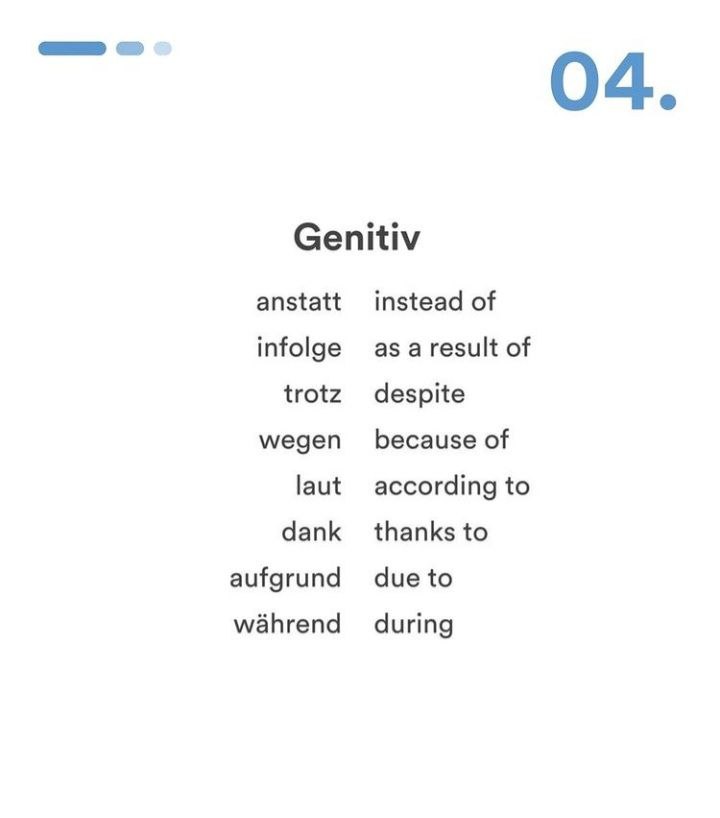 04.
Genitiv
anstatt instead of
infolge as a result of
trotz despite
wegen because of
laut according to
dank thanks to
aufgrund due to
während during